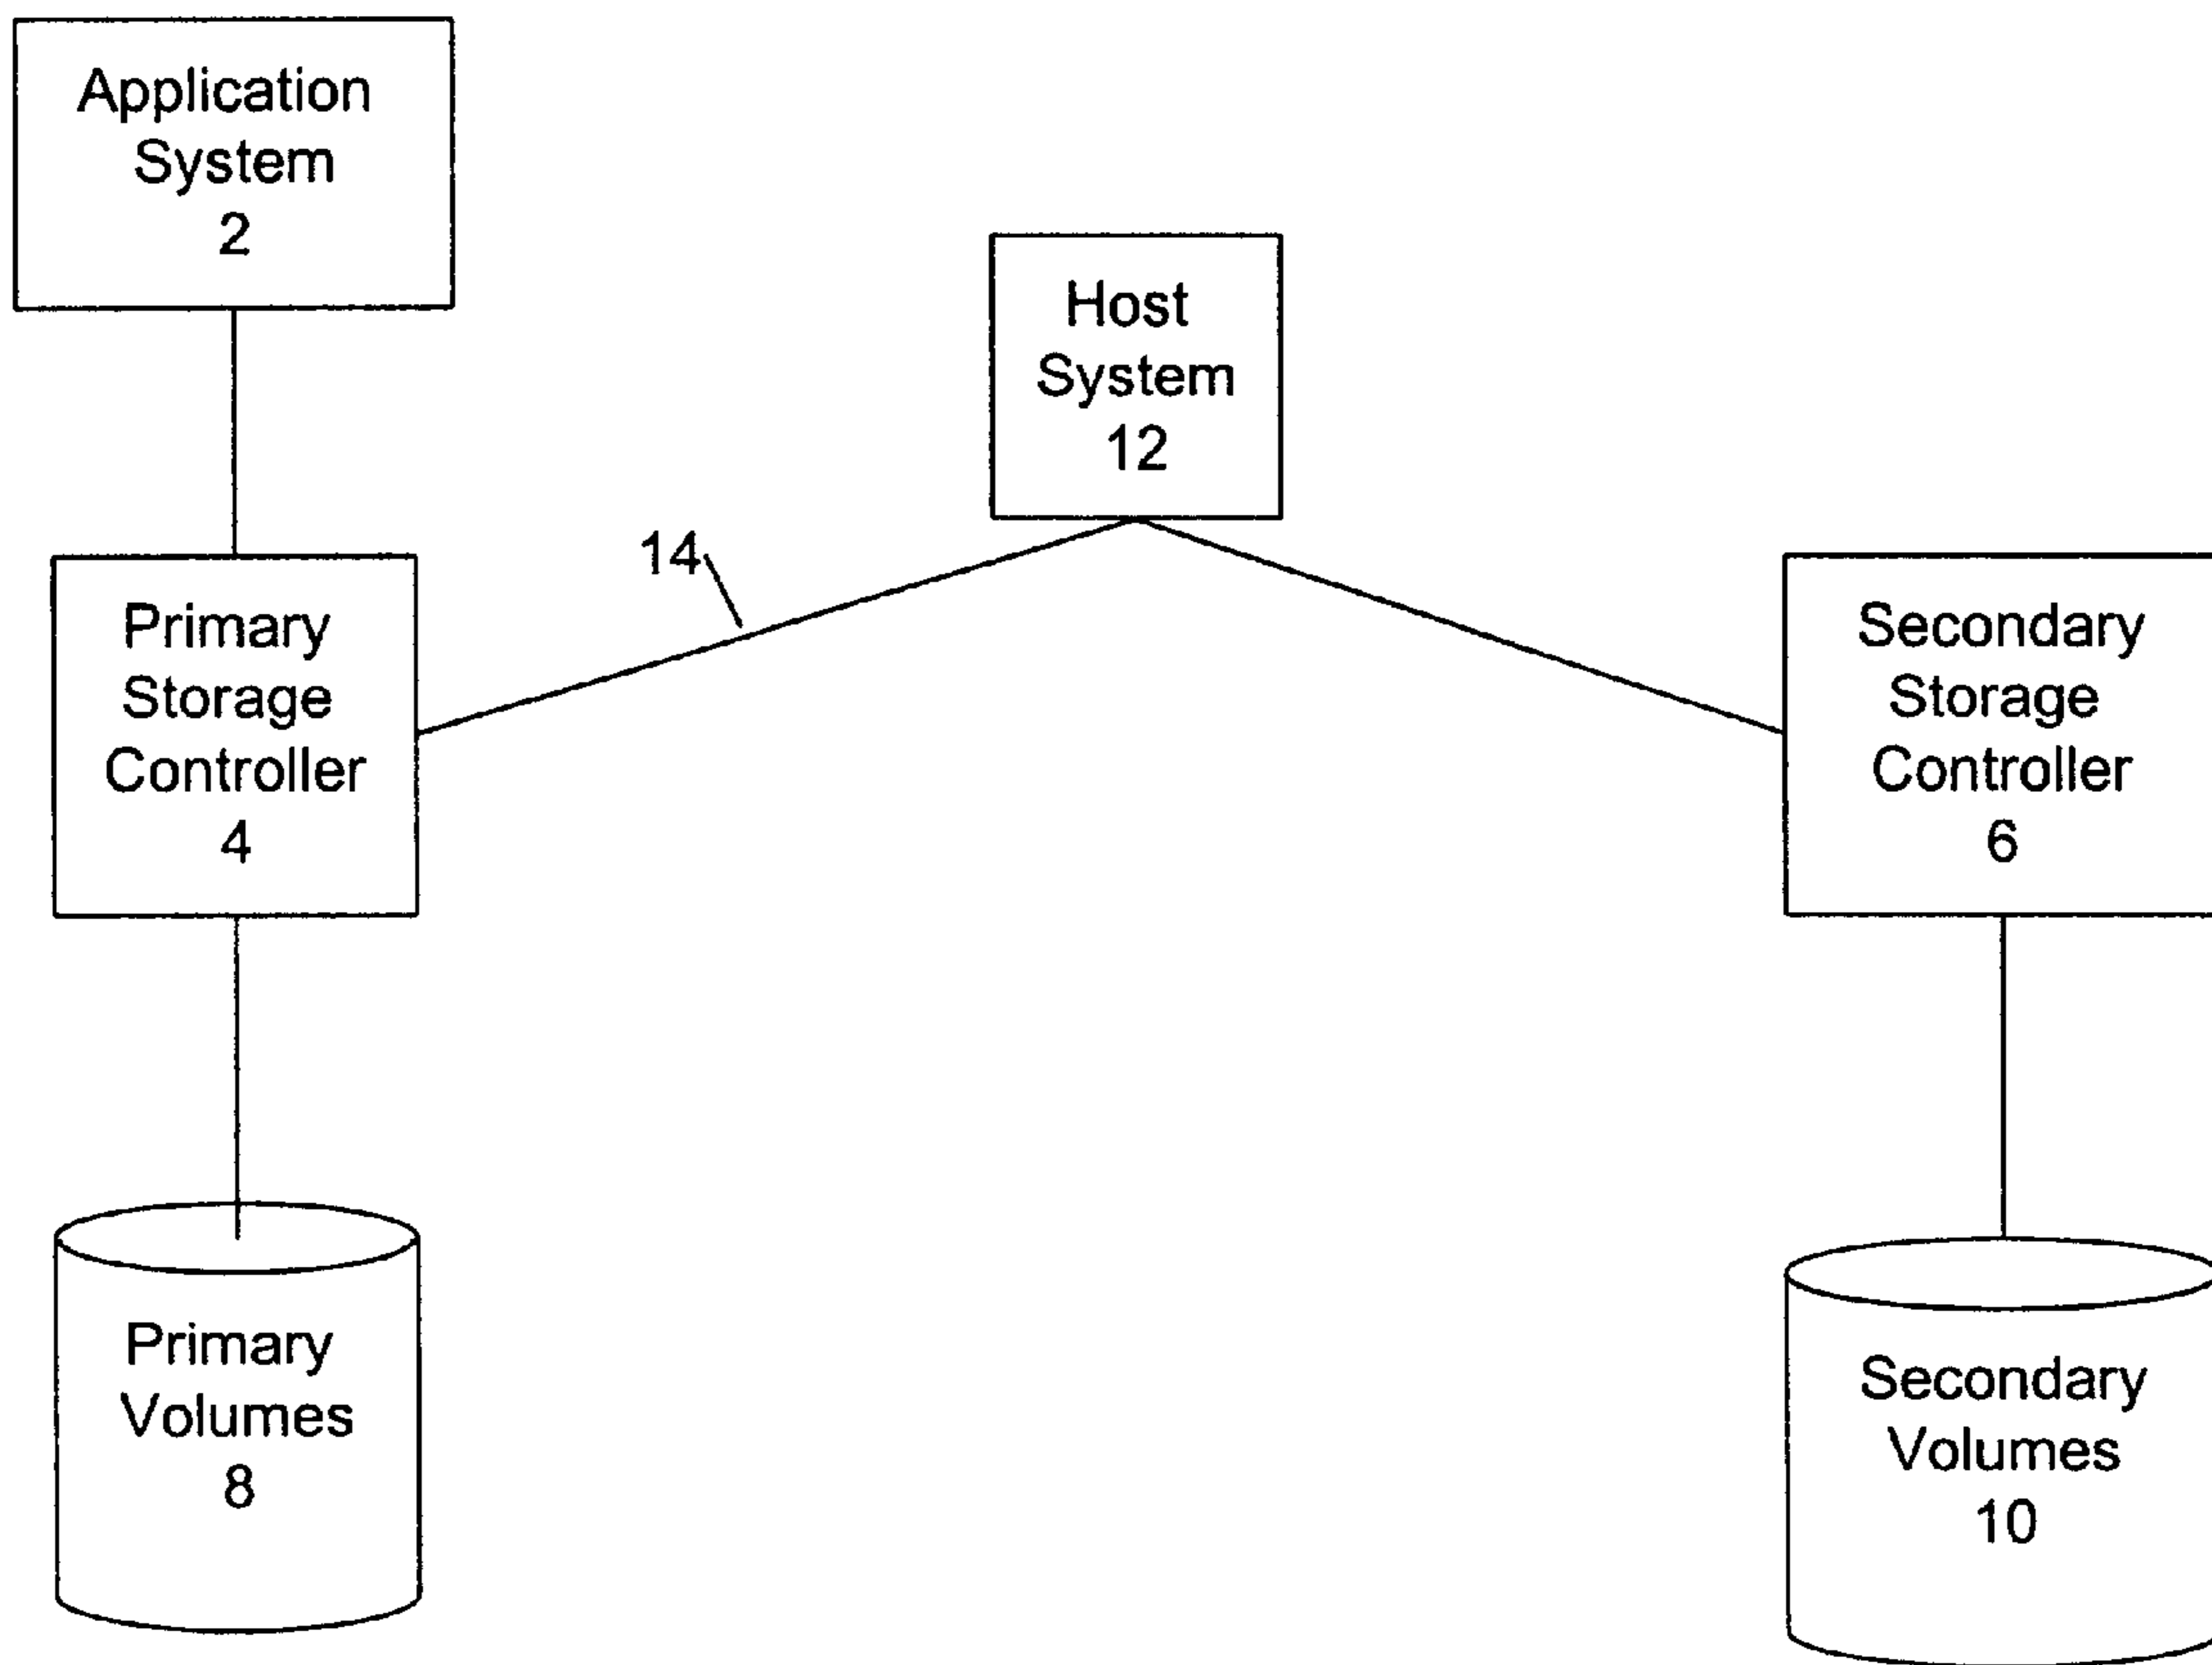 Application
System
2
Host
System
12
14
Primary
Storage
Controller
4
Secondary
Storage
Controller
6
Primary
Volumes
8
Secondary
Volumes
10